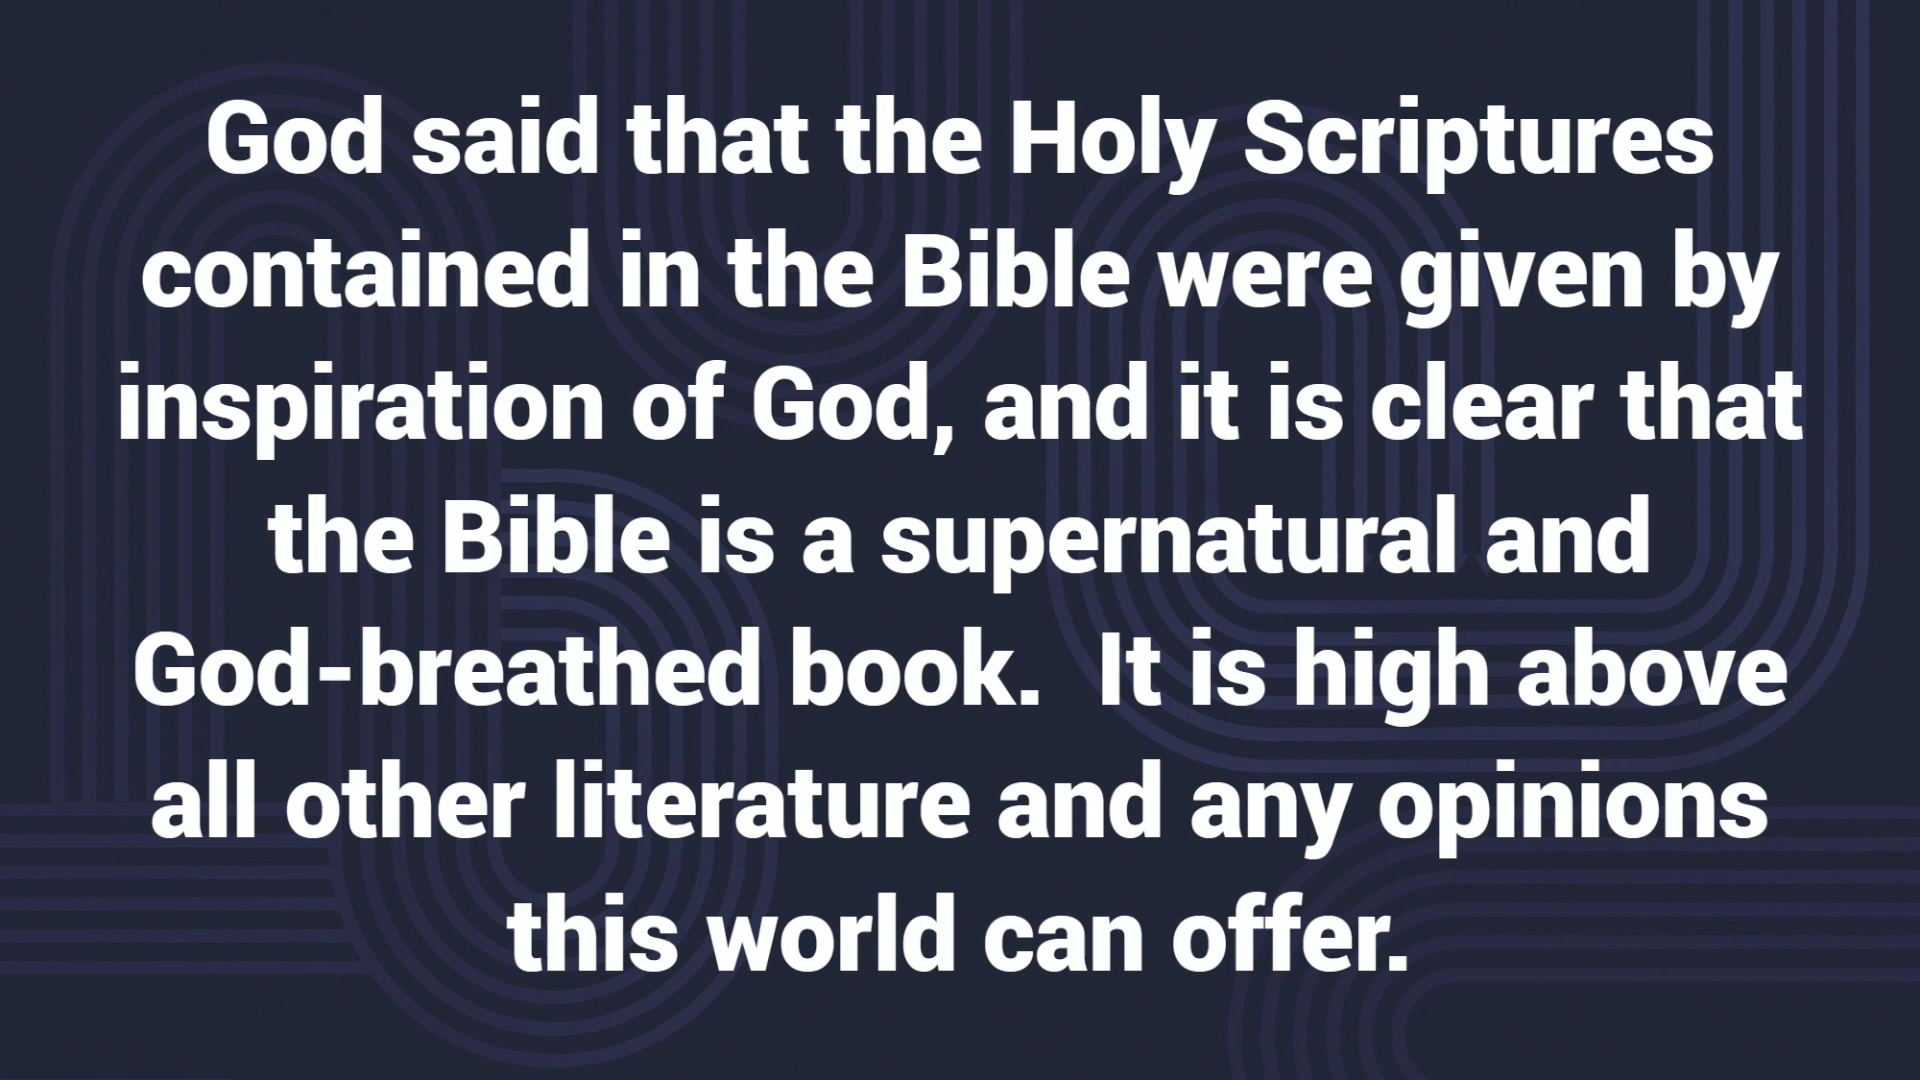 God said that the Holy Scriptures
contained in the Bible were given by
inspiration of God, and it is clear that
the Bible is a supernatural and
God-breathed book.  It is high above
all other literature and any opinions
this world can offer.